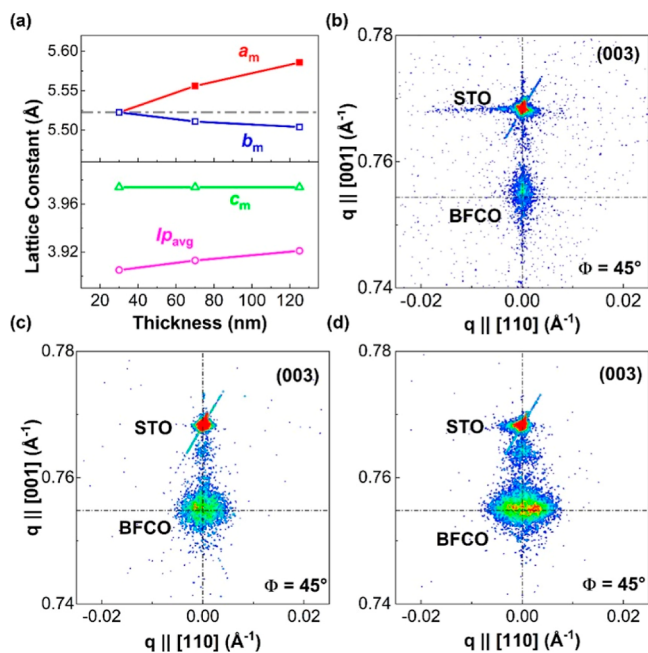 (a)
5.60
5.55
5.50
3.96
3.92
Lattice Constant (Å)
a_m
b_m
c_m
lp_avg
20 40 60 80 100 120
Thickness (nm)
(b)
0.78
0.76
0.74
q || [001] (Å⁻¹)
(003)
STO
BFCO
Φ = 45°
-0.02 0.00 0.02
q || [110] (Å⁻¹)
(c)
0.78
0.76
0.74
q || [001] (Å⁻¹)
(003)
STO
BFCO
Φ = 45°
-0.02 0.00 0.02
q || [110] (Å⁻¹)
(d)
0.78
0.76
0.74
q || [001] (Å⁻¹)
(003)
STO
BFCO
Φ = 45°
-0.02 0.00 0.02
q || [110] (Å⁻¹)